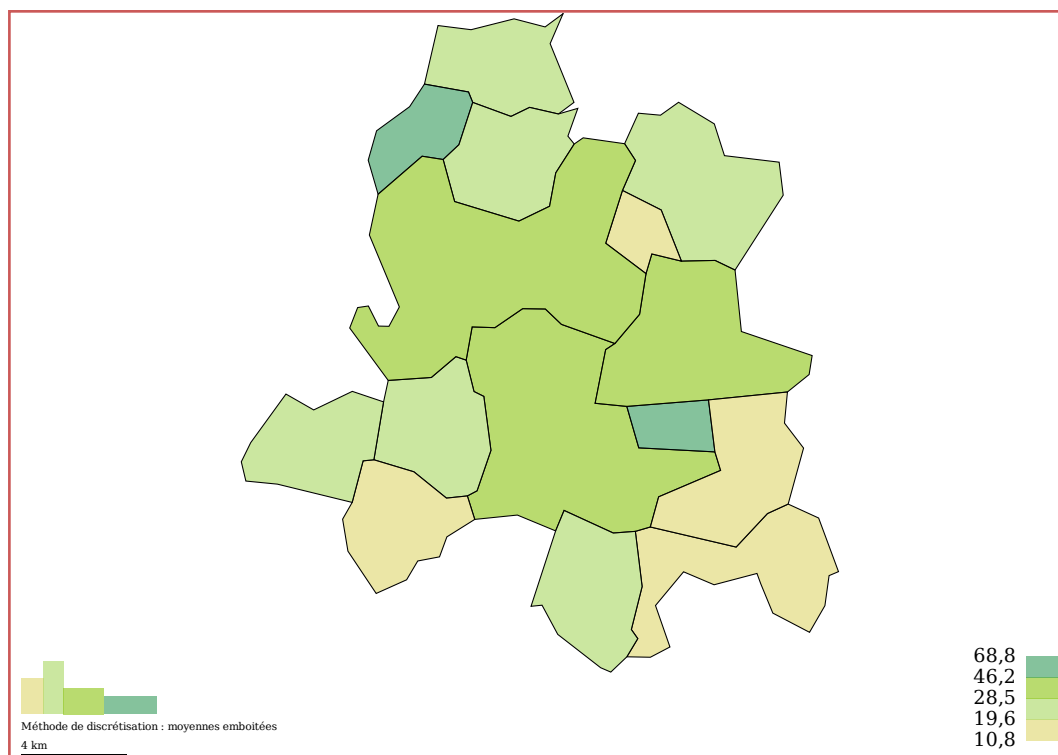 Méthode de discrétisation : moyennes emboitées
4 km
68,8
46,2
28,5
19,6
10,8